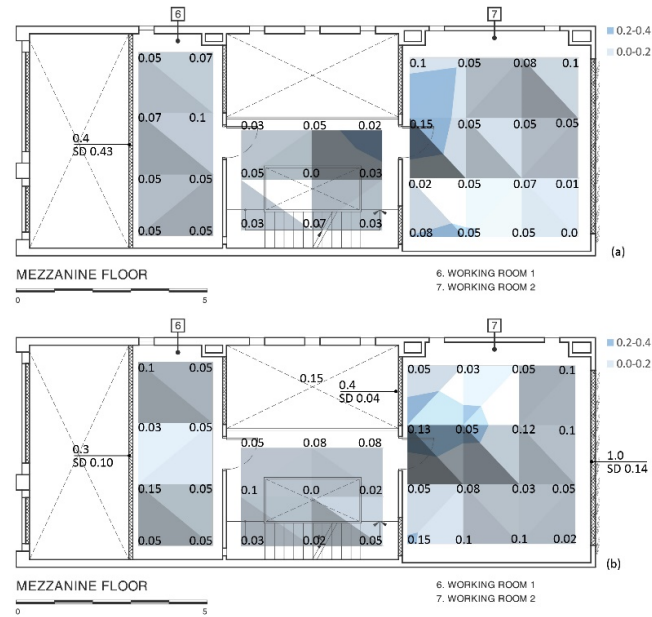 6
7
0.2-0.4
0.0-0.2
0.05 0.07
0.1 0.05 0.08 0.1
0.07 0.1
0.03 0.05 0.02
0.15 0.05 0.05 0.05
0.4
SD 0.43
0.05 0.05
0.05 0.0 0.03
0.02 0.05 0.07 0.01
0.05 0.05
0.03 0.07 0.03
0.08 0.05 0.05 0.0
(a)
MEZZANINE FLOOR
0 5
6. WORKING ROOM 1
7. WORKING ROOM 2
6
7
0.2-0.4
0.0-0.2
0.1 0.05
0.15
0.4
SD 0.04
0.05 0.03 0.05 0.1
0.03 0.05
0.05 0.08 0.08
0.13 0.05 0.12 0.1
0.3
SD 0.10
1.0
SD 0.14
0.15 0.05
0.1 0.0 0.02
0.05 0.08 0.03 0.05
0.05 0.05
0.03 0.02 0.05
0.15 0.1 0.1 0.02
(b)
MEZZANINE FLOOR
0 5
6. WORKING ROOM 1
7. WORKING ROOM 2